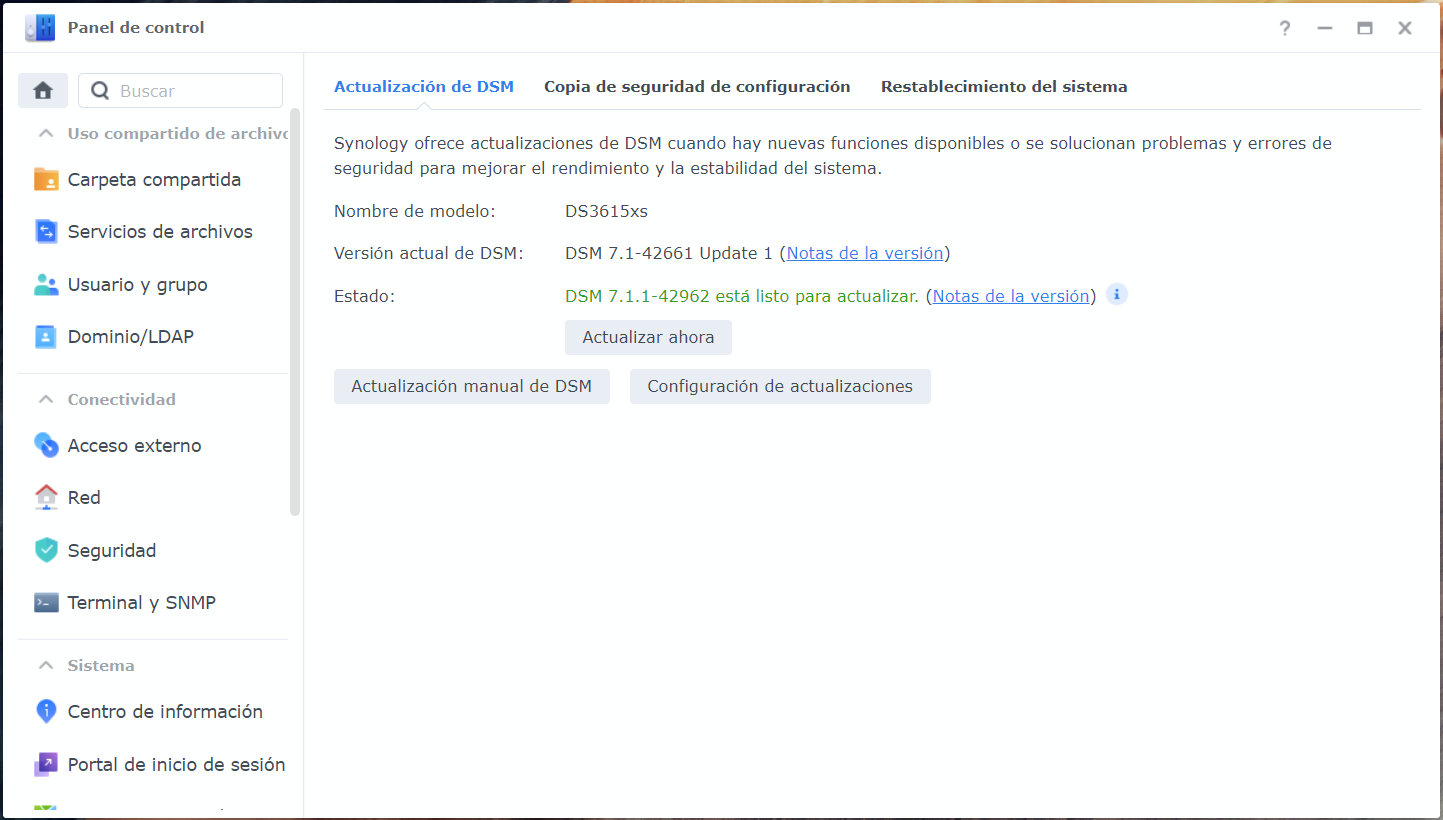 Panel de control
Buscar
Uso compartido de archivo
Carpeta compartida
Servicios de archivos
Usuario y grupo
Dominio/LDAP
Conectividad
Acceso externo
Red
Seguridad
Terminal y SNMP
Sistema
Centro de información
Portal de inicio de sesión
Actualización de DSM Copia de seguridad de configuración Restablecimiento del sistema
Synology ofrece actualizaciones de DSM cuando hay nuevas funciones disponibles o se solucionan problemas y errores de
seguridad para mejorar el rendimiento y la estabilidad del sistema.
Nombre de modelo: DS3615xs
Versión actual de DSM: DSM 7.1-42661 Update 1 (Notas de la versión)
Estado: DSM 7.1.1-42962 está listo para actualizar. (Notas de la versión)
Actualizar ahora
Actualización manual de DSM Configuración de actualizaciones